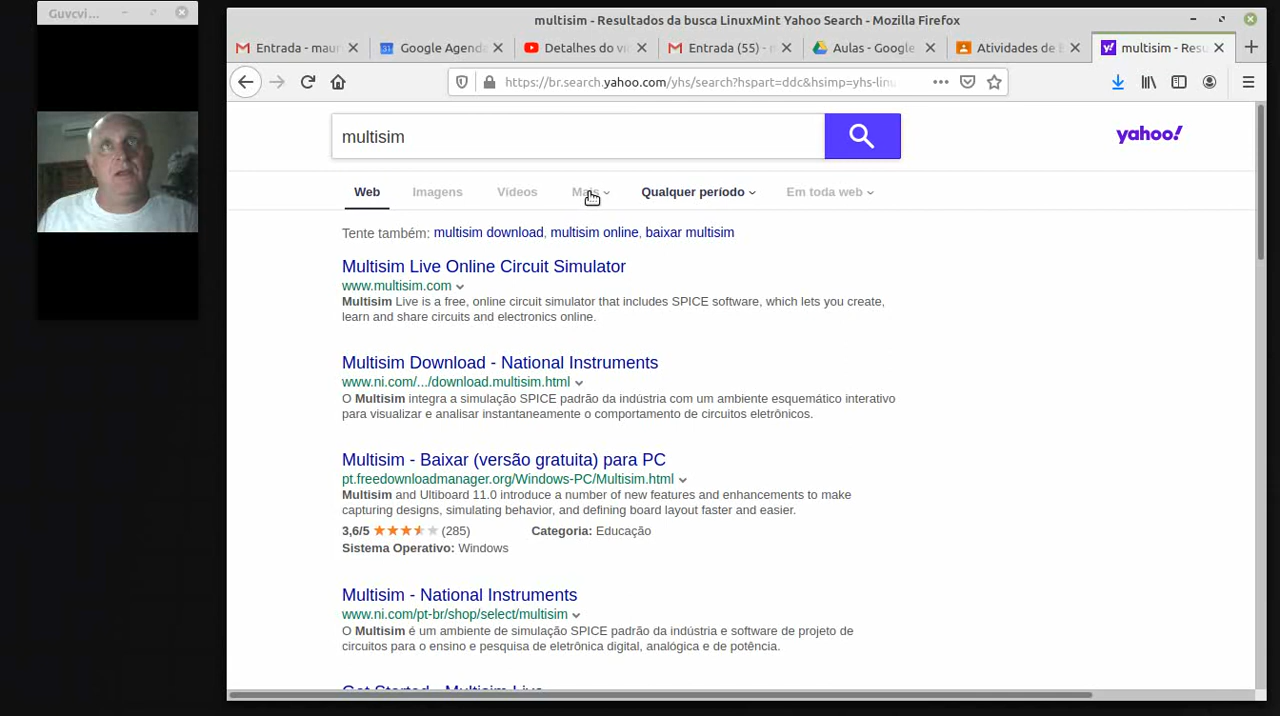 Guvcvi...
multisim - Resultados da busca LinuxMint Yahoo Search - Mozilla Firefox
Entrada - mau
Google Agend
Detalhes do ví
Entrada (55) -
Aulas - Google
Atividades de
multisim - Resu
https://br.search.yahoo.com/yhs/search?hspart=ddc&hsimp=yhs-linu
multisim
yahoo!
Web
Imagens
Vídeos
Mais
Qualquer período
Em toda web
Tente também: multisim download, multisim online, baixar multisim
Multisim Live Online Circuit Simulator
www.multisim.com
Multisim Live is a free, online circuit simulator that includes SPICE software, which lets you create,
learn and share circuits and electronics online.
Multisim Download - National Instruments
www.ni.com/.../download.multisim.html
O Multisim integra a simulação SPICE padrão da indústria com um ambiente esquemático interativo
para visualizar e analisar instantaneamente o comportamento de circuitos eletrônicos.
Multisim - Baixar (versão gratuita) para PC
pt.freedownloadmanager.org/Windows-PC/Multisim.html
Multisim and Ultiboard 11.0 introduce a number of new features and enhancements to make
capturing designs, simulating behavior, and defining board layout faster and easier.
3,6/5 (285) Categoria: Educação
Sistema Operativo: Windows
Multisim - National Instruments
www.ni.com/pt-br/shop/select/multisim
O Multisim é um ambiente de simulação SPICE padrão da indústria e software de projeto de
circuitos para o ensino e pesquisa de eletrônica digital, analógica e de potência.
Get Started - Multisim Live